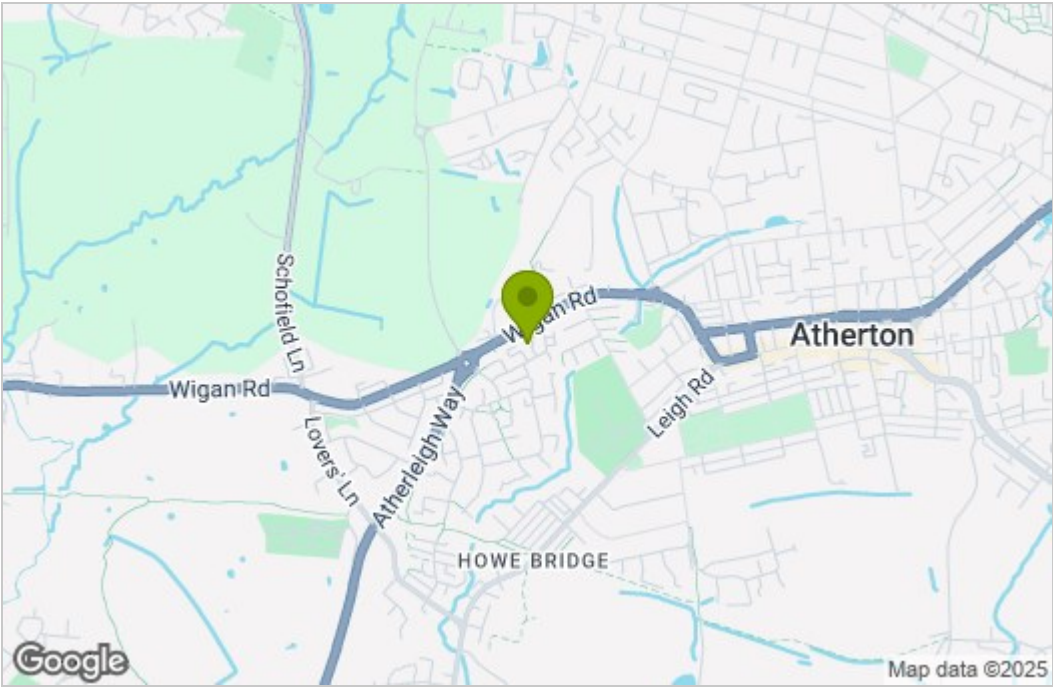 Schofield Ln
Wigan Rd
Atherton
Wigan Rd
Leigh Rd
Atherleigh Way
Lovers' Ln
HOWE BRIDGE
Google
Map data ©2025